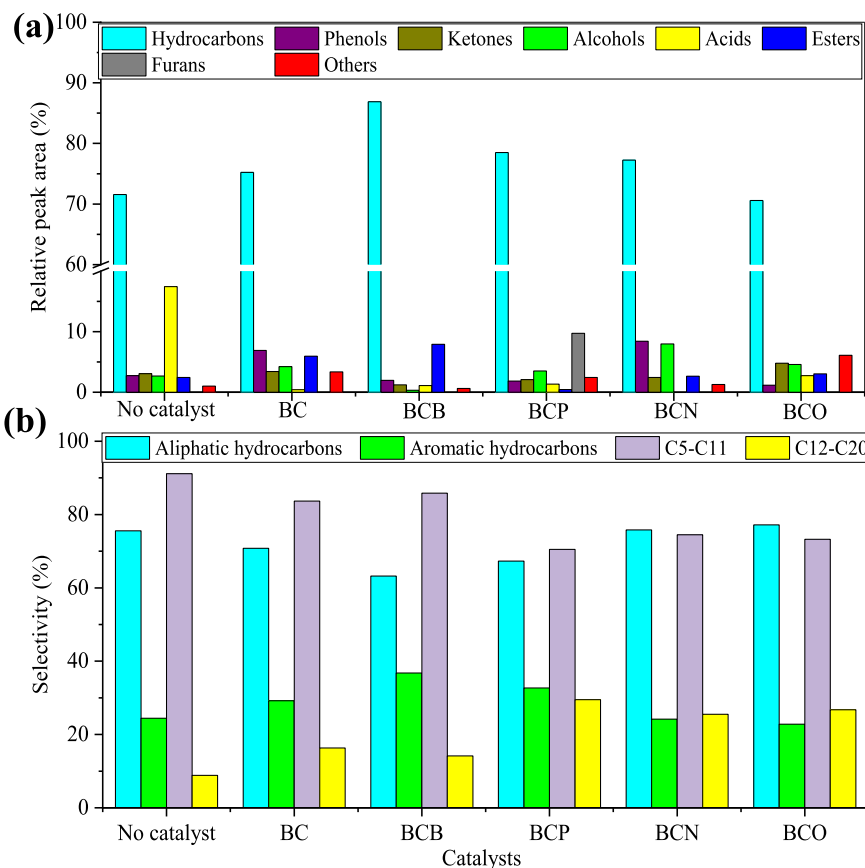 (a)
100
Hydrocarbons Phenols Ketones Alcohols Acids Esters
Furans Others
90
80
70
60
10
0
Relative peak area (%)
No catalyst BC BCB BCP BCN BCO
(b)
100
Aliphatic hydrocarbons Aromatic hydrocarbons C5-C11 C12-C20
80
60
40
20
0
Selectivity (%)
No catalyst BC BCB BCP BCN BCO
Catalysts